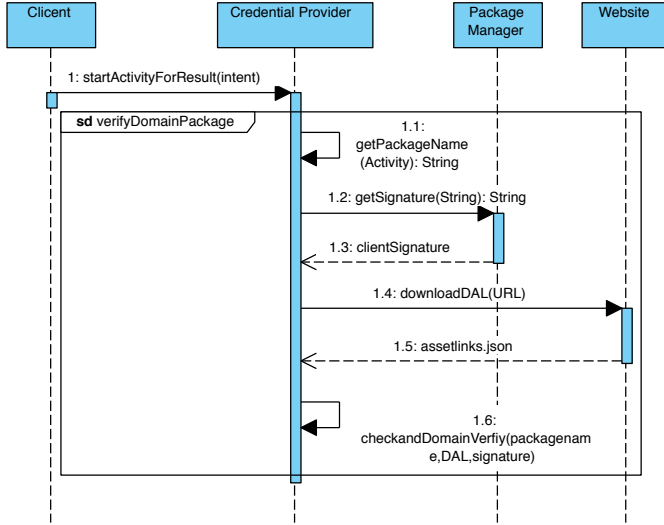 Clicent
Credential Provider
Package
Manager
Website
1: startActivityForResult(intent)
sd verifyDomainPackage
1.1:
getPackageName
(Activity): String
1.2: getSignature(String): String
1.3: clientSignature
1.4: downloadDAL(URL)
1.5: assetlinks.json
1.6:
checkandDomainVerfiy(packagenam
e,DAL,signature)